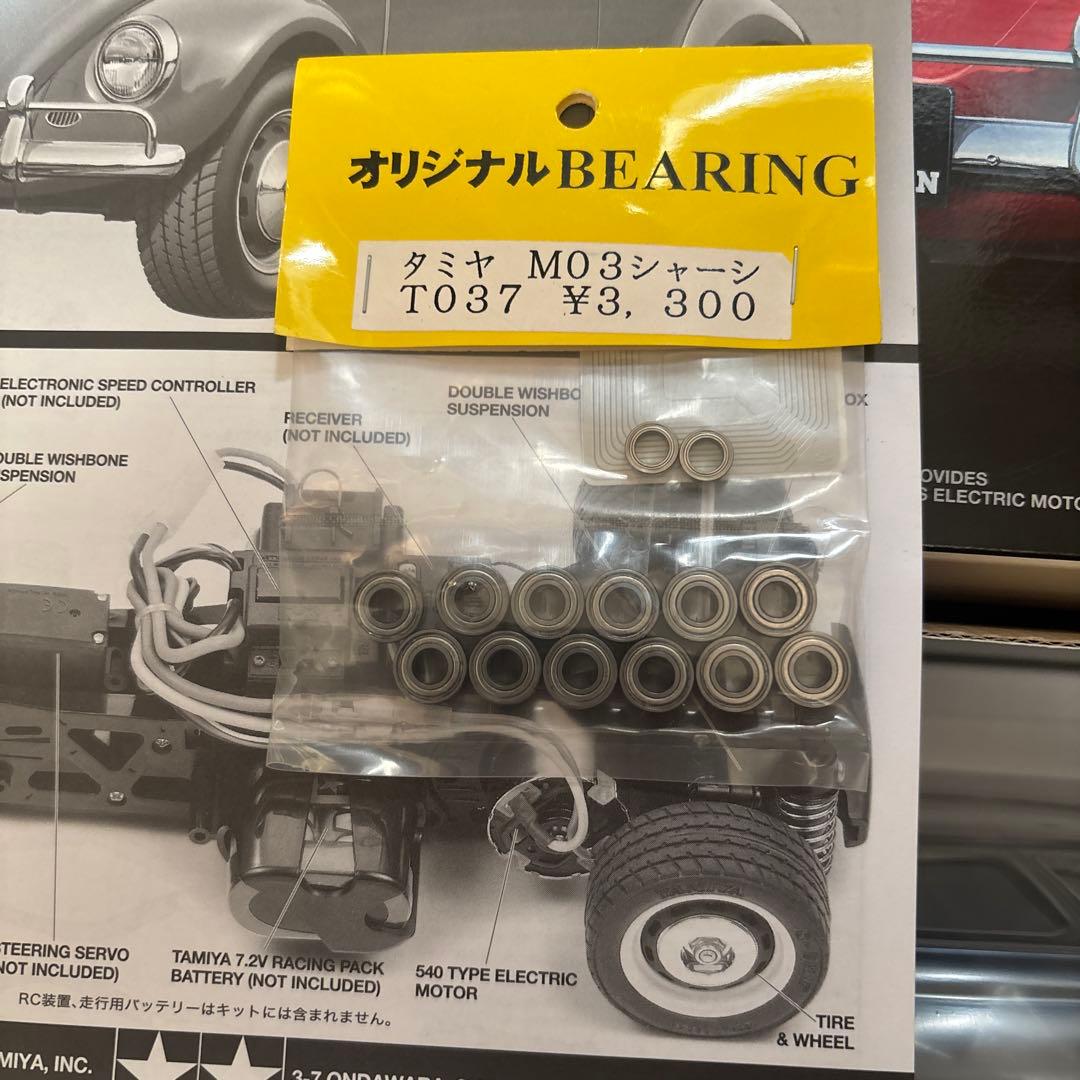 オリジナルBEARING
タミヤ M03シャーシ
T037 ¥3,300
N
ELECTRONIC SPEED CONTROLLER
(NOT INCLUDED)
RECEIVER
(NOT INCLUDED)
DOUBLE WISHBO
SUSPENSION
OX
OUBLE WISHBONE
SPENSION
OVIDES
S ELECTRIC MOTO
STEERING SERVO
NOT INCLUDED)
TAMIYA 7.2V RACING PACK
BATTERY (NOT INCLUDED)
540 TYPE ELECTRIC
MOTOR
TIRE
& WHEEL
RC装置、走行用バッテリーはキットには含まれません。
MIYA, INC.